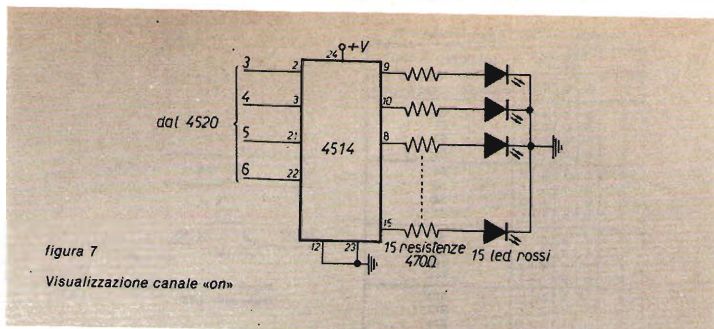 +V
24
3 2 9
4 3 10
dal 4520
5 21 8
4514
6 22
15
12 23
15 resistenze
470Ω
15 led rossi
figura 7
Visualizzazione canale «on»